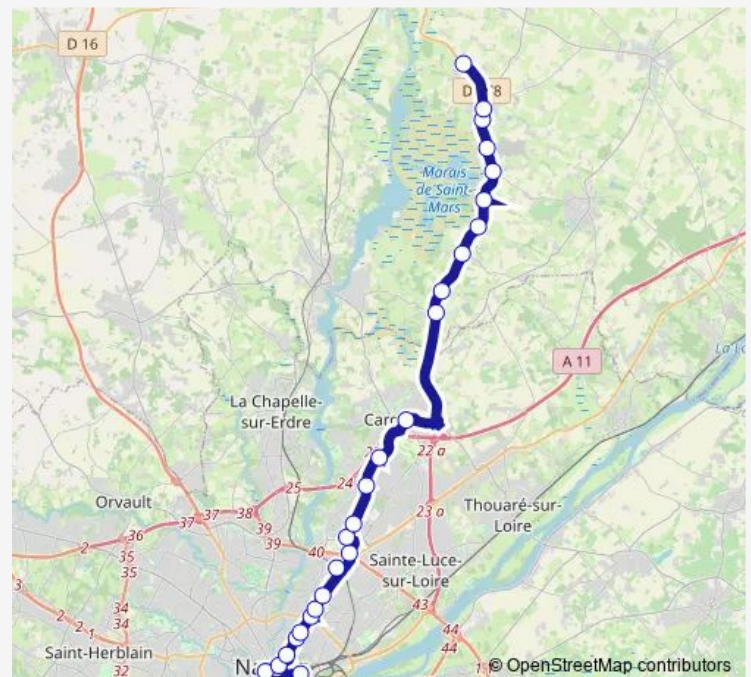 D 16
Marais
de Saint-
Mars
A 11
La Chapelle-
sur-Erdre
22 a
25
24
Orvault
37
37
38
39
39
40
2
36
35
35
Thouaré-sur-
Loire
23 a
Sainte-Luce-
sur-Loire
3
2
2
1
34
34
43
44
44
Saint-Herblain
32
© OpenStreetMap contributors